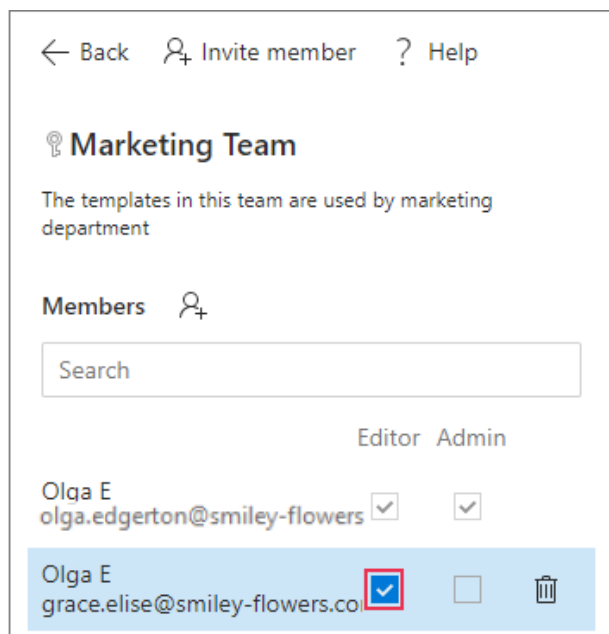 Back Invite member ? Help
Marketing Team
The templates in this team are used by marketing
department
Members
Search
Editor Admin
Olga E
olga.edgerton@smiley-flowers
Olga E
grace.elise@smiley-flowers.co